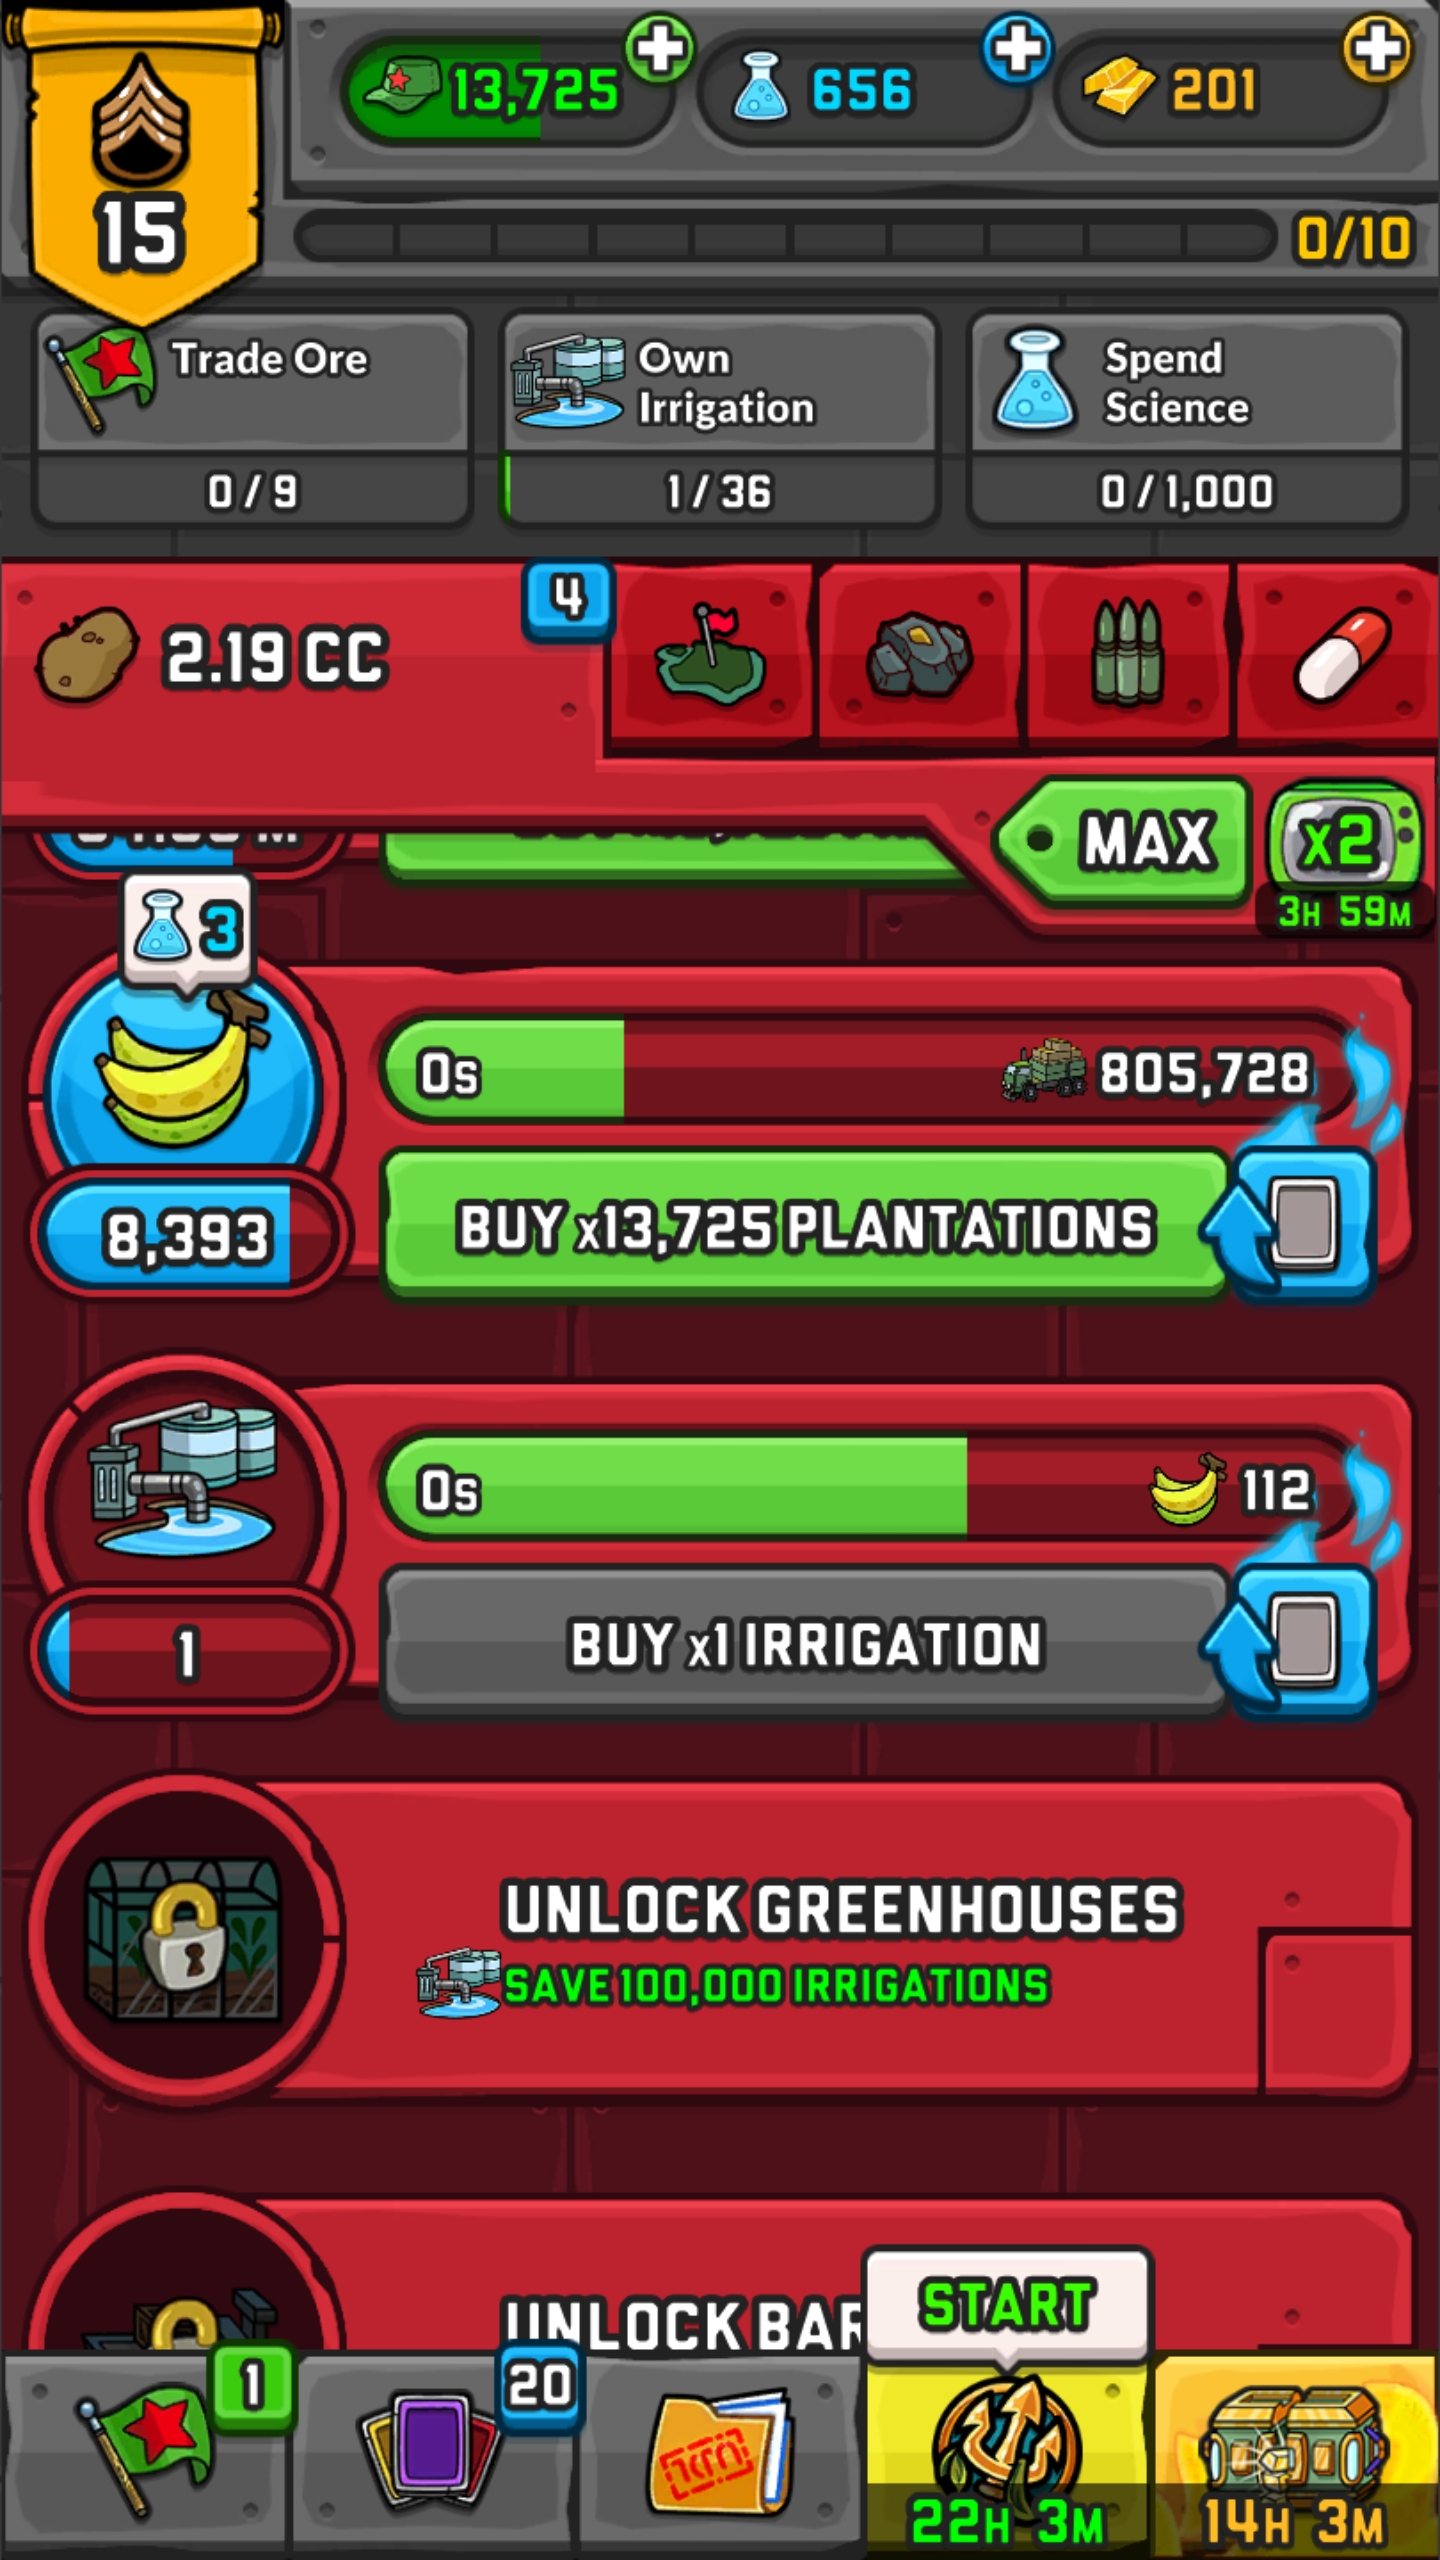 13,725
656
201
15
0/10
Trade Ore
0 / 9
Own
Irrigation
1 / 36
Spend
Science
0 / 1,000
2.19 CC
4
MAX
x2
3H 59M
3
0s
805,728
8,393
BUY x13,725 PLANTATIONS
0s
112
1
BUY x1 IRRIGATION
UNLOCK GREENHOUSES
SAVE 100,000 IRRIGATIONS
UNLOCK BAR
START
1
20
22H 3M
14H 3M